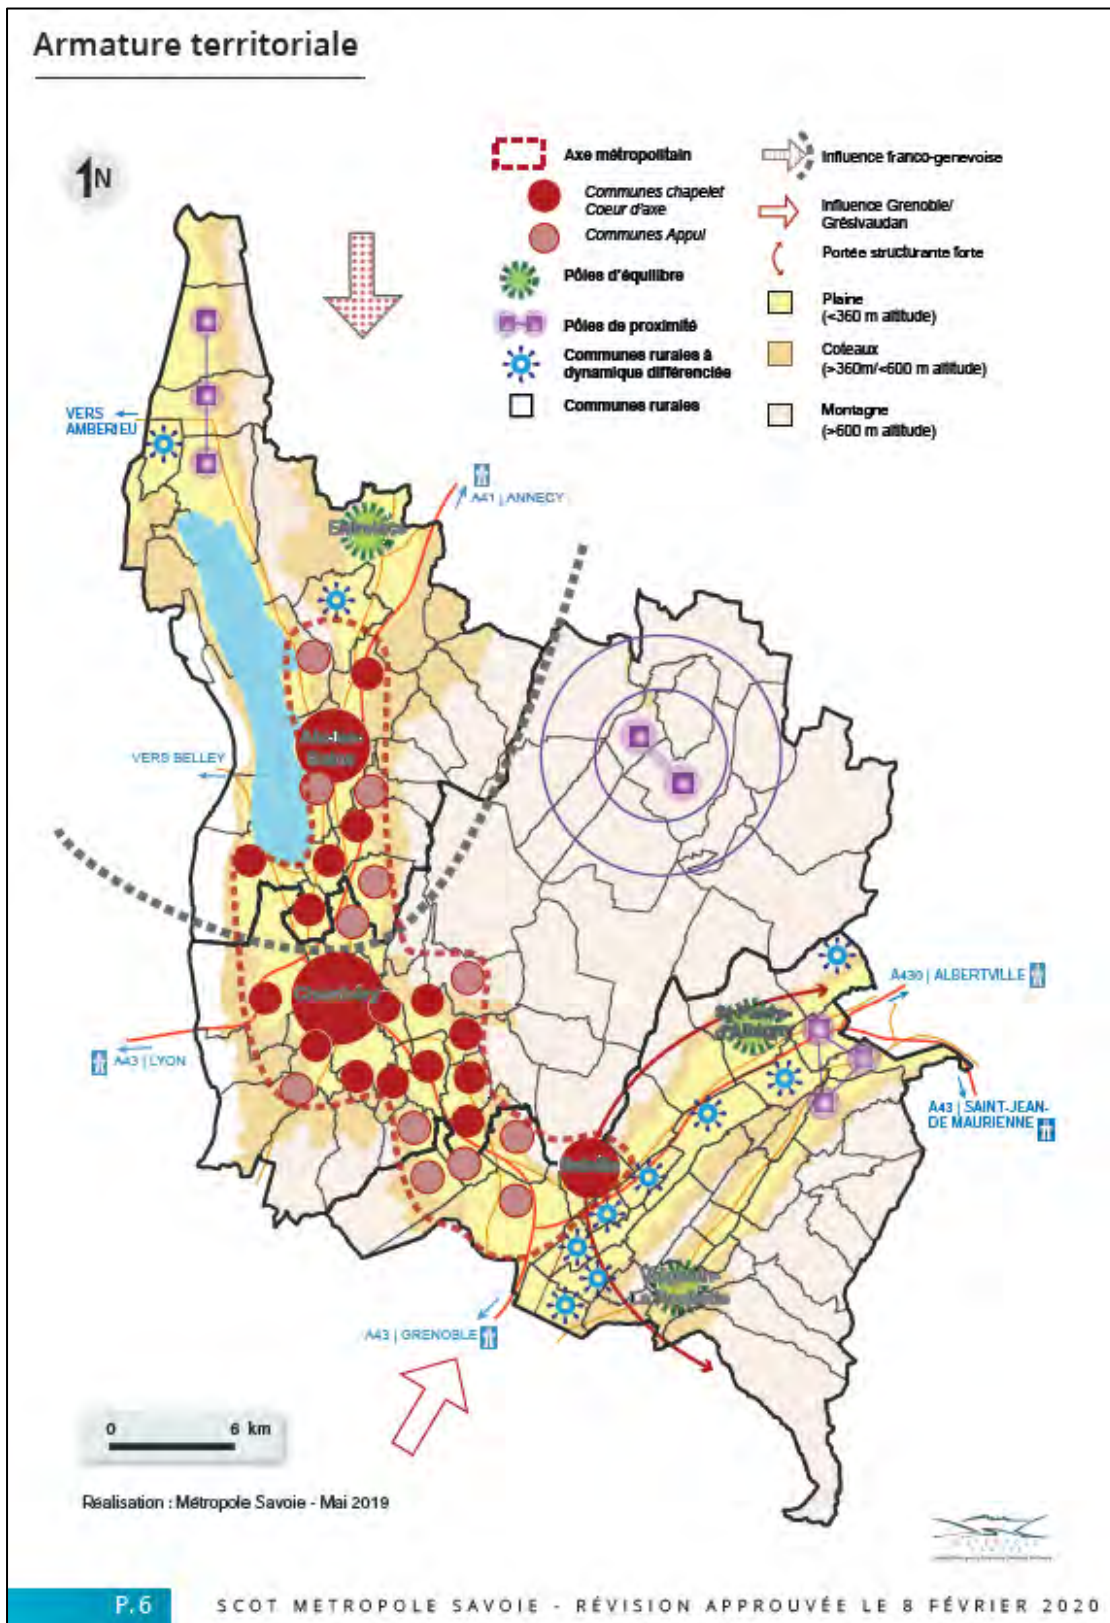 Armature territoriale
1N
Axe métropolitain
Communes chapelet
Coeur d'axe
Communes Appui
Pôles d'équilibre
Pôles de proximité
Communes rurales à
dynamique différenciée
Communes rurales
Influence franco-genevoise
Influence Grenoble/
Grésivaudan
Portée structurante forte
Plaine
(<360 m altitude)
Coteaux
(>360m/<600 m altitude)
Montagne
(>600 m altitude)
VERS
AMBERIEU
A41 | ANNECY
Aix-les-
Bains
VERS BELLEY
Chambéry
A43 | LYON
A430 | ALBERTVILLE
St-Pierre-
d'Albigny
A43 | SAINT-JEAN-
DE MAURIENNE
A43 | GRENOBLE
0 6 km
Réalisation : Métropole Savoie - Mai 2019
P.6
SCOT METROPOLE SAVOIE - RÉVISION APPROUVÉE LE 8 FÉVRIER 2020